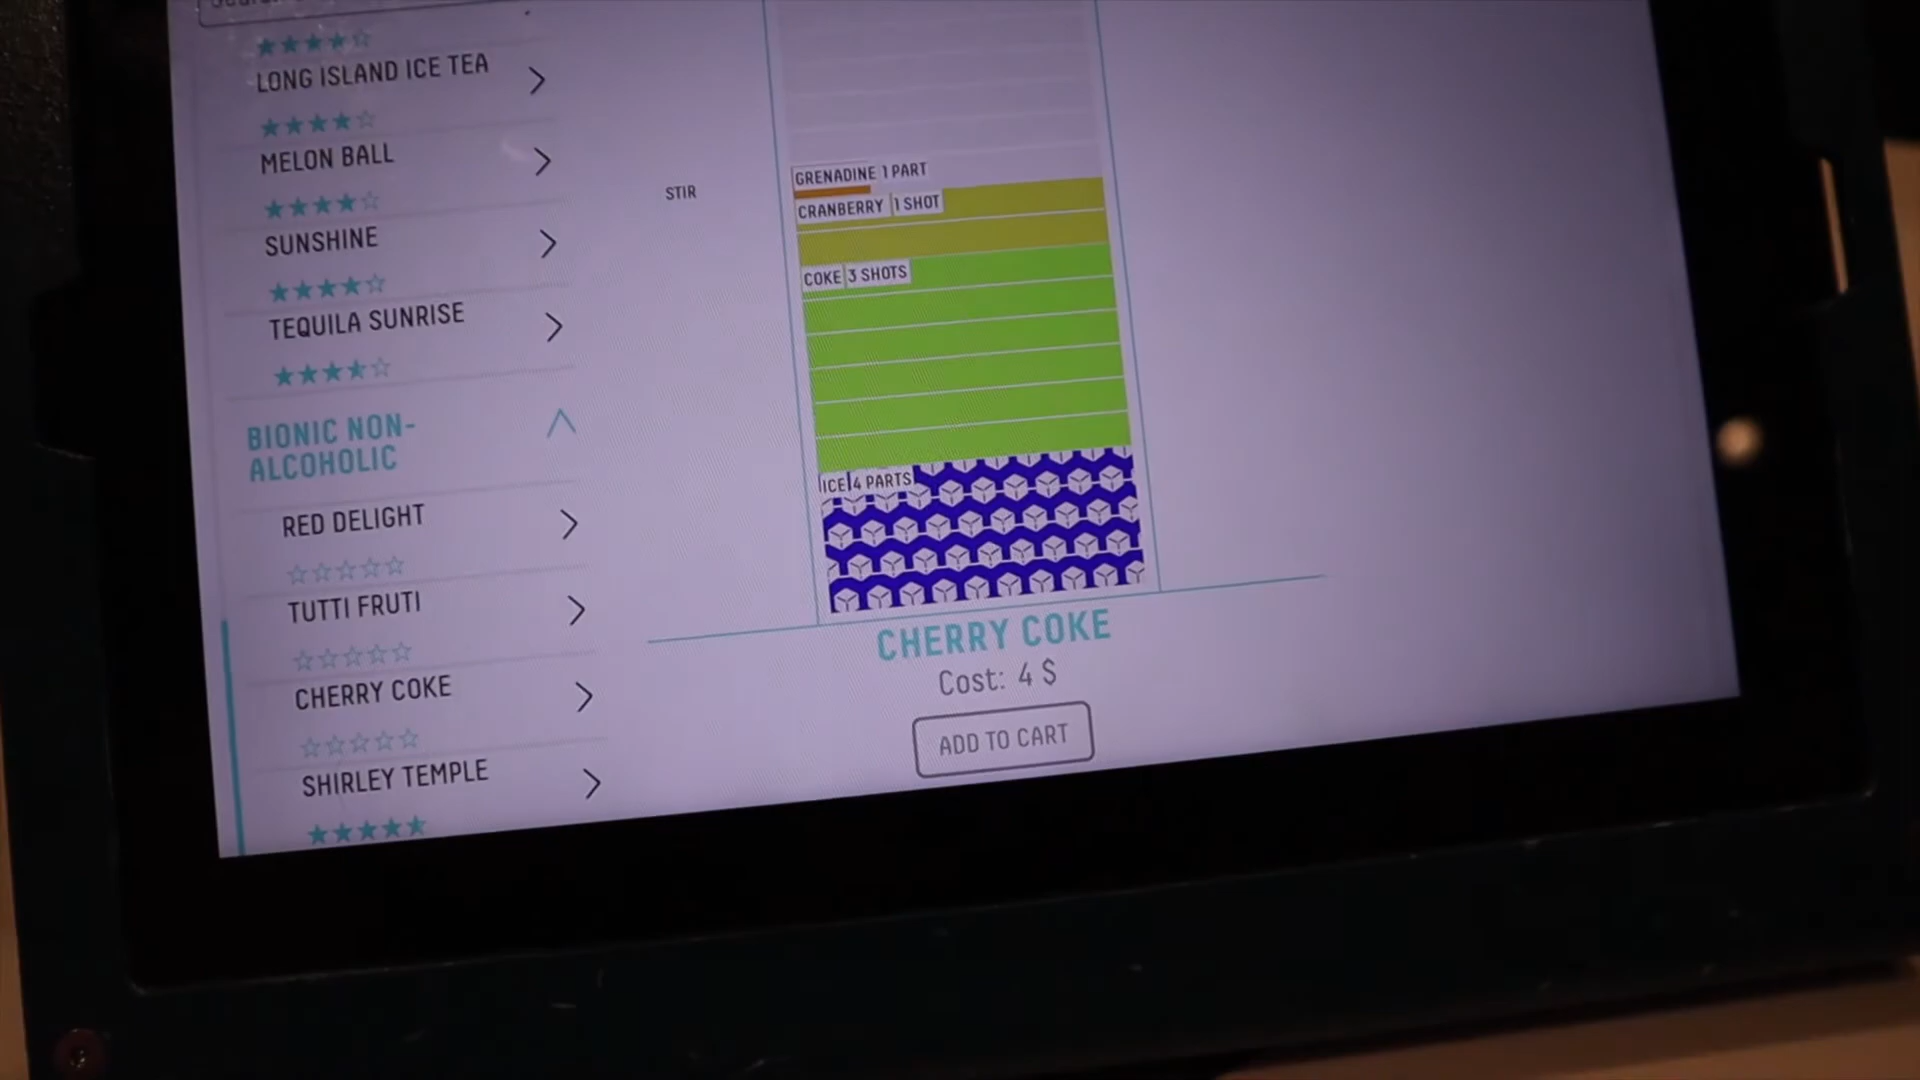 LONG ISLAND ICE TEA
MELON BALL
SUNSHINE
TEQUILA SUNRISE
BIONIC NON-
ALCOHOLIC
RED DELIGHT
TUTTI FRUTI
CHERRY COKE
SHIRLEY TEMPLE
STIR
GRENADINE 1 PART
CRANBERRY 1 SHOT
COKE 3 SHOTS
ICE 4 PARTS
CHERRY COKE
Cost: 4 $
ADD TO CART